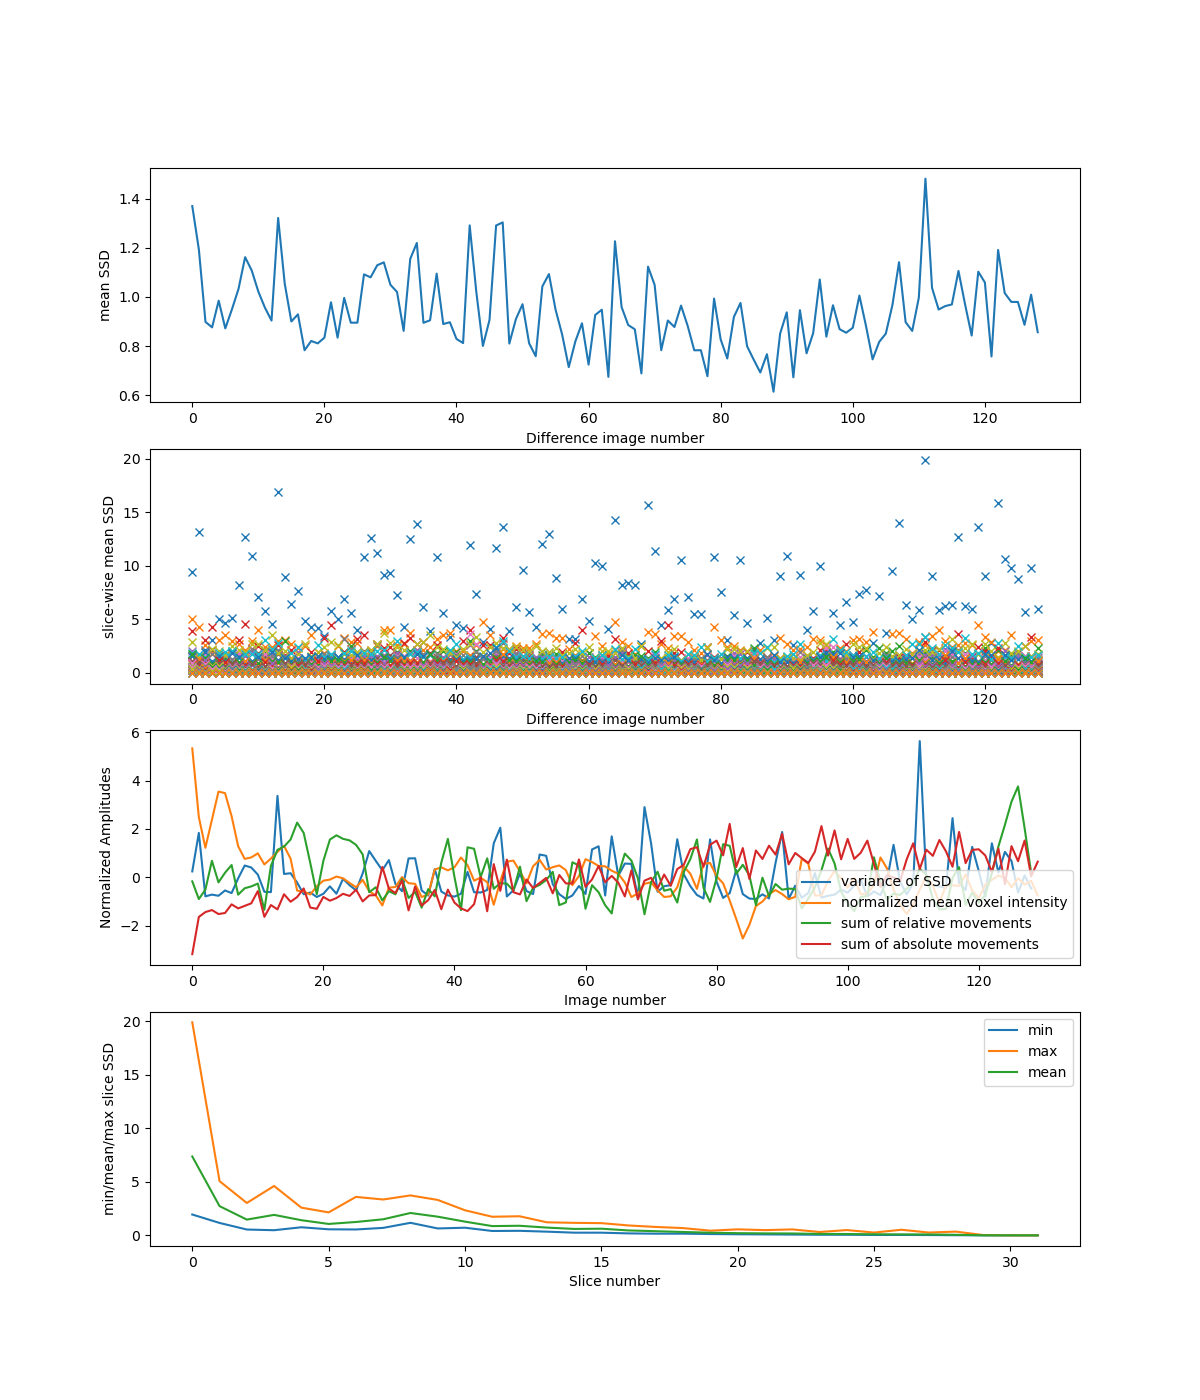 mean SSD
1.4
1.2
1.0
0.8
0.6
0 20 40 60 80 100 120
Difference image number
slice-wise mean SSD
20
15
10
5
0
0 20 40 60 80 100 120
Difference image number
Normalized Amplitudes
6
4
2
0
−2
variance of SSD
normalized mean voxel intensity
sum of relative movements
sum of absolute movements
0 20 40 60 80 100 120
Image number
min/mean/max slice SSD
20
15
10
5
0
min
max
mean
0 5 10 15 20 25 30
Slice number